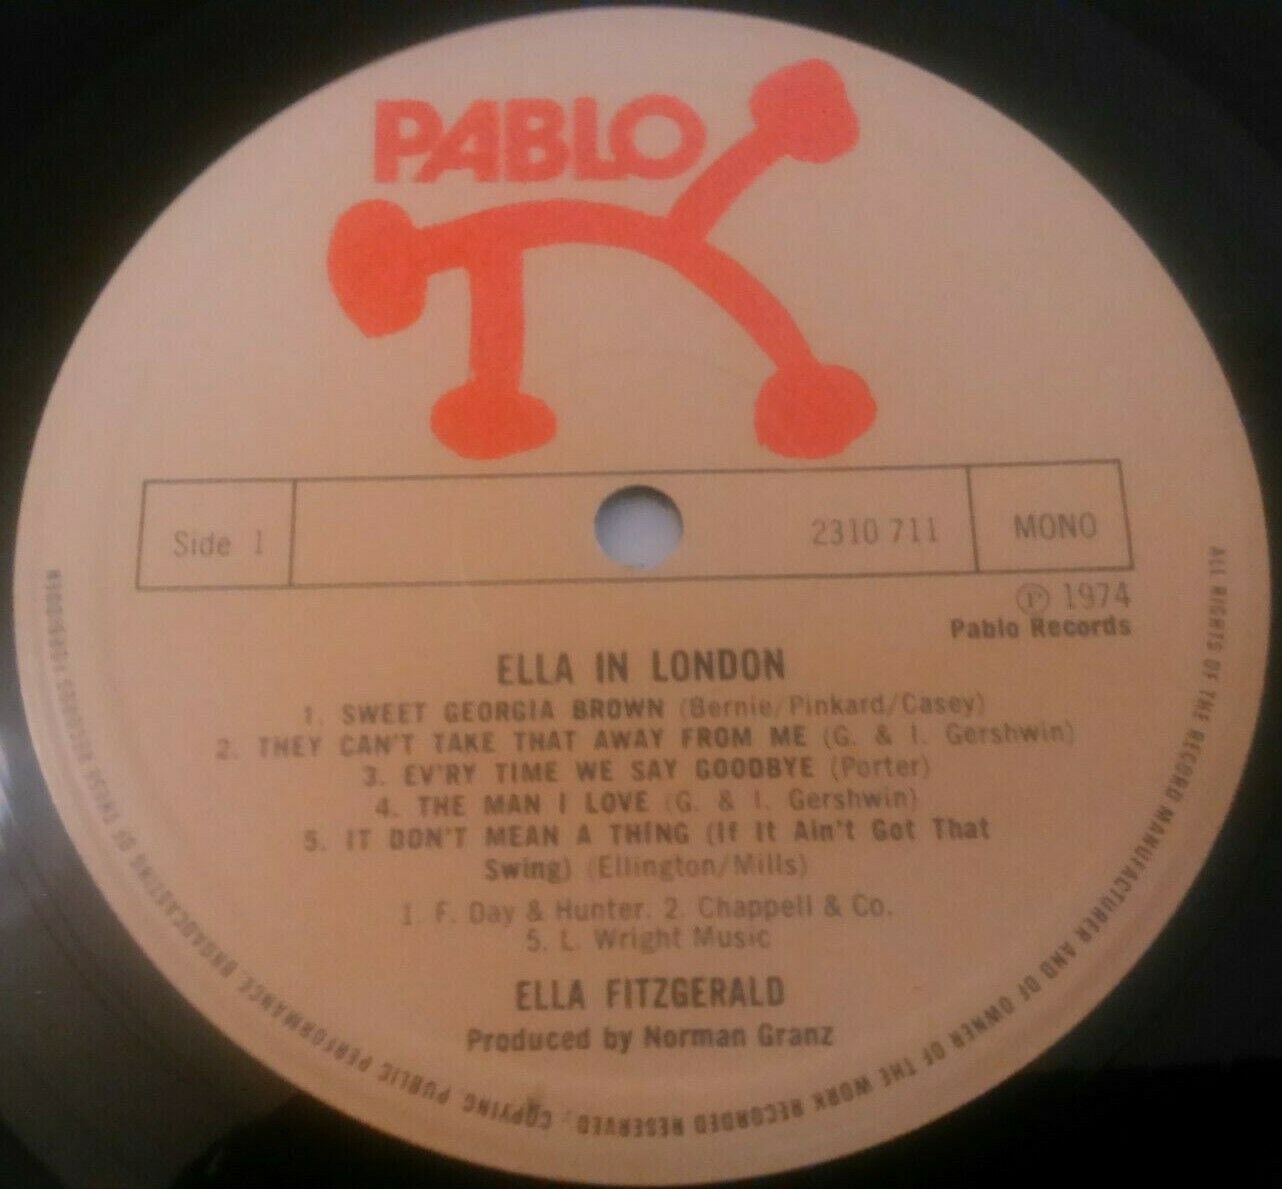 PABLO
Side 1
2310 711
MONO
Ⓟ 1974
Pablo Records
ELLA IN LONDON
1. SWEET GEORGIA BROWN (Bernie/Pinkard/Casey)
2. THEY CAN'T TAKE THAT AWAY FROM ME (G. & I. Gershwin)
3. EV'RY TIME WE SAY GOODBYE (Porter)
4. THE MAN I LOVE (G. & I. Gershwin)
5. IT DON'T MEAN A THING (If It Ain't Got That
Swing) (Ellington/Mills)
1. F. Day & Hunter. 2. Chappell & Co.
5. L. Wright Music
ELLA FITZGERALD
Produced by Norman Granz
ALL RIGHTS OF THE RECORD MANUFACTURER AND OF OWNER OF THE WORK RECORDED RESERVED. COPYING, PUBLIC PERFORMANCE, BROADCASTING OF THESE RECORDS PROHIBITED